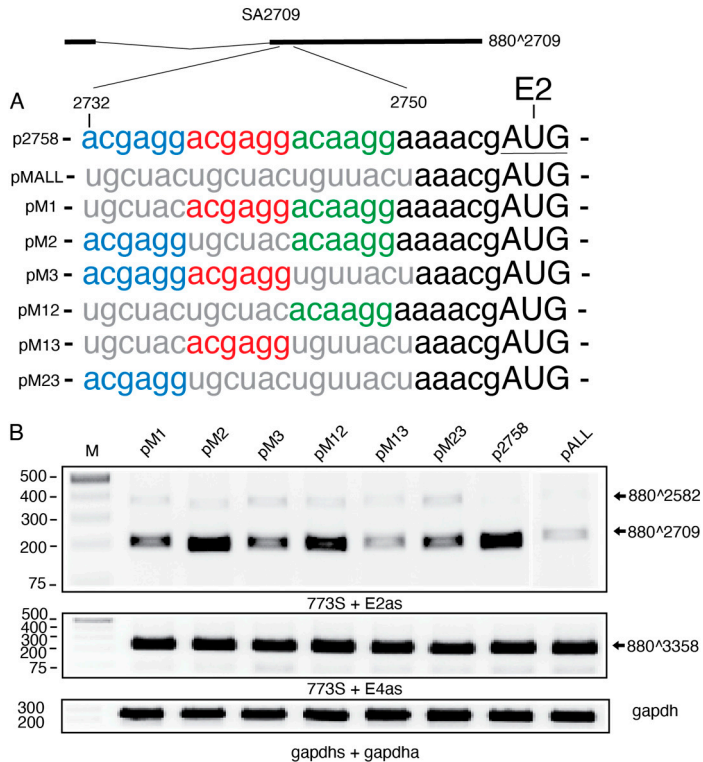 SA2709
880^2709
A
2732 2750 E2
p2758 - acgaggacgaggacaaggaaaacgAUG -
pMALL - ugcuacugcuacuguuacuaaacgAUG -
pM1 - ugcuacacgaggacaaggaaaacgAUG -
pM2 - acgaggugcuacacaaggaaaacgAUG -
pM3 - acgaggacgagguguuacuaaacgAUG -
pM12 - ugcuacugcuacacaaggaaaacgAUG -
pM13 - ugcuacacgagguguuacuaaacgAUG -
pM23 - acgaggugcuacuguuacuaaacgAUG -
B
M pM1 pM2 pM3 pM12 pM13 pM23 p2758 pALL
500
400
300
200
75
880^2582
880^2709
773S + E2as
500
400
300
200
75
880^3358
773S + E4as
300
200
gapdh
gapdhs + gapdha